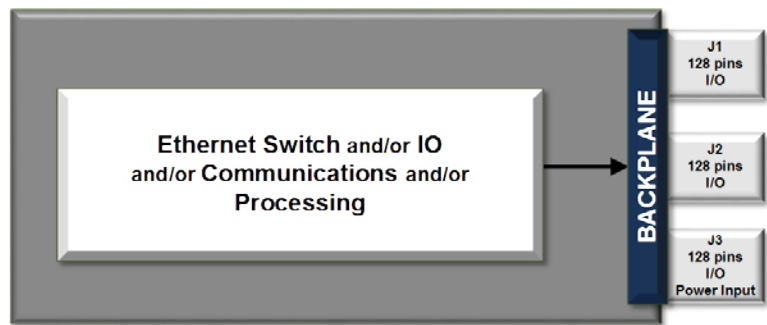 Ethernet Switch and/or IO
and/or Communications and/or
Processing
BACKPLANE
J1
128 pins
I/O
J2
128 pins
I/O
J3
128 pins
I/O
Power Input